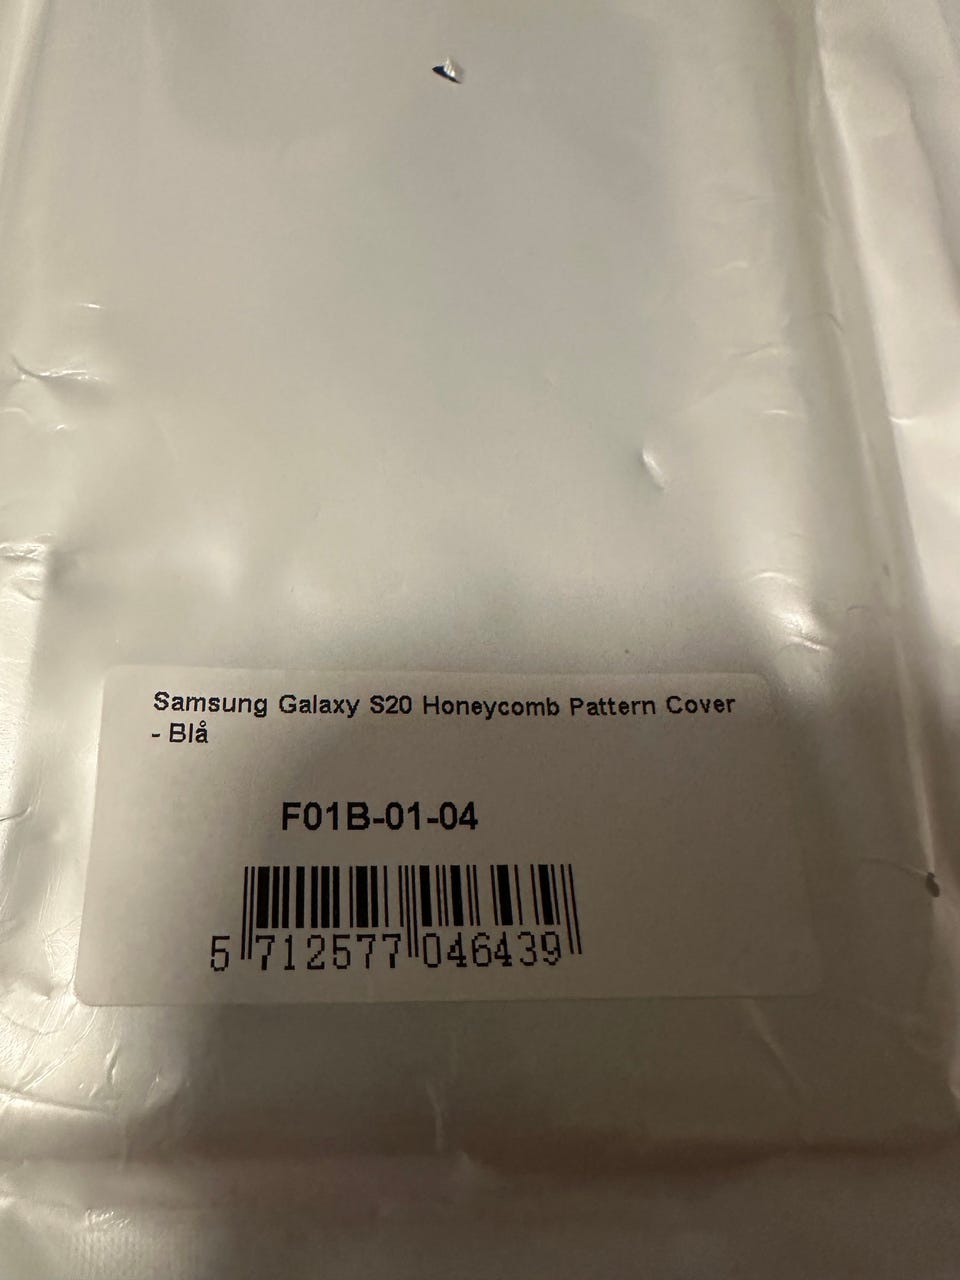 Samsung Galaxy S20 Honeycomb Pattern Cover
- Blå
F01B-01-04
5 712577 046439